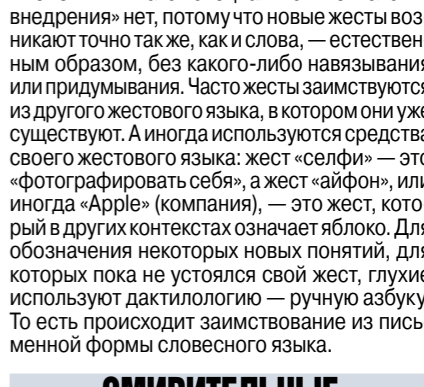 внедрения» нет, потому что новые жесты воз-
никают точно так же, как и слова, — естествен-
ным образом, без какого-либо навязывания
или придумывания. Часто жесты заимствуются
из другого жестового языка, в котором они уже
существуют. А иногда используются средства
своего жестового языка: жест «селфи» — это
«фотографировать себя», а жест «айфон», или
иногда «Apple» (компания), — это жест, кото-
рый в других контекстах означает яблоко. Для
обозначения некоторых новых понятий, для
которых пока не устоялся свой жест, глухие
используют дактилологию — ручную азбуку.
То есть происходит заимствование из пись-
менной формы словесного языка.